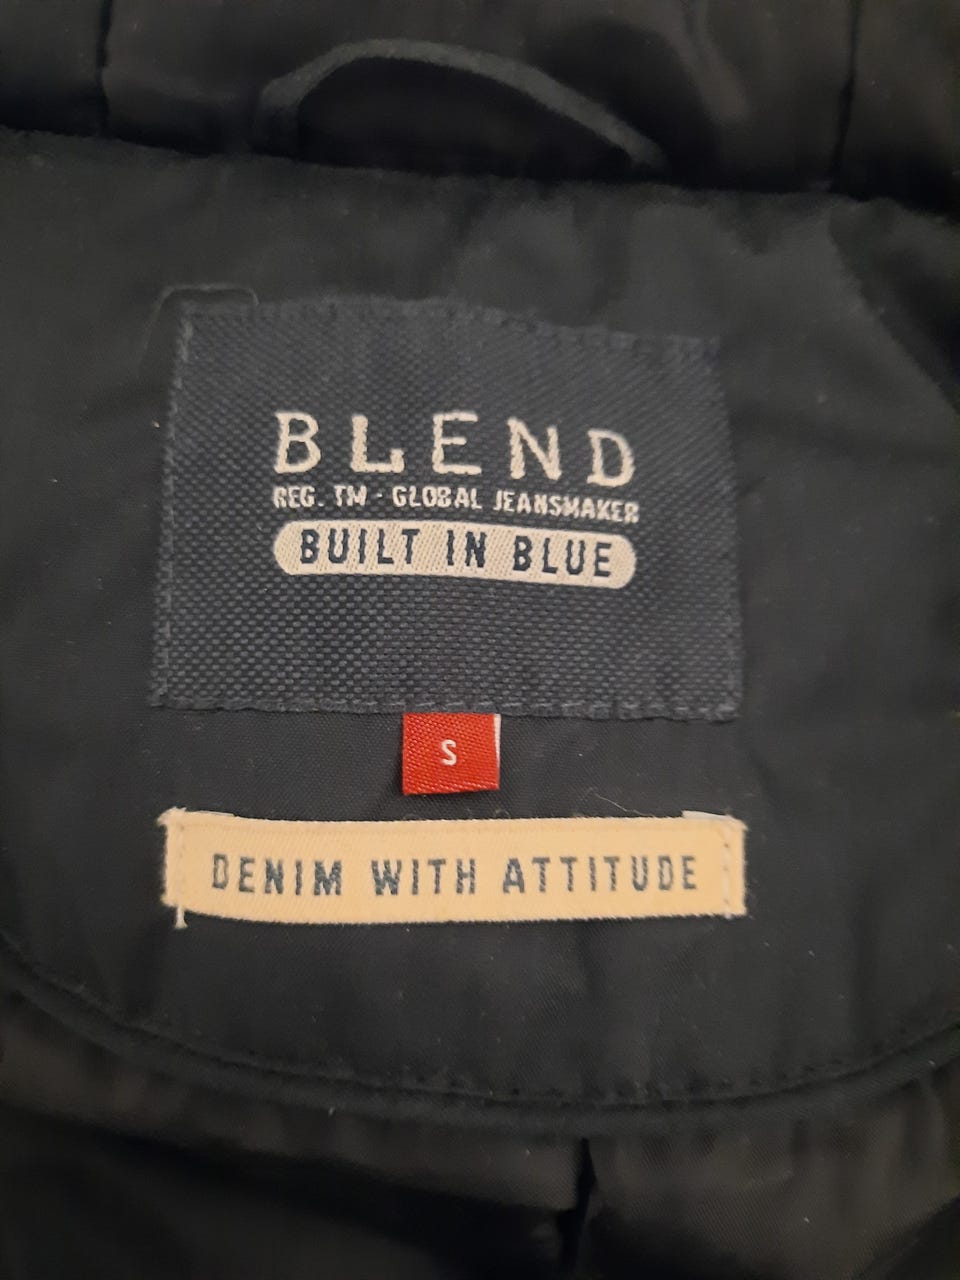 BLEND
REG. TM - GLOBAL JEANSMAKER
BUILT IN BLUE
S
DENIM WITH ATTITUDE